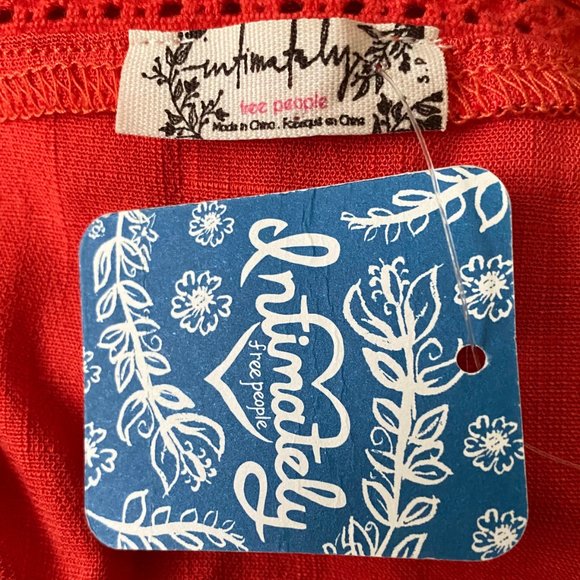 intimately
free people
Made in China . Fabriqué en Chine
S P
Intimately
free people